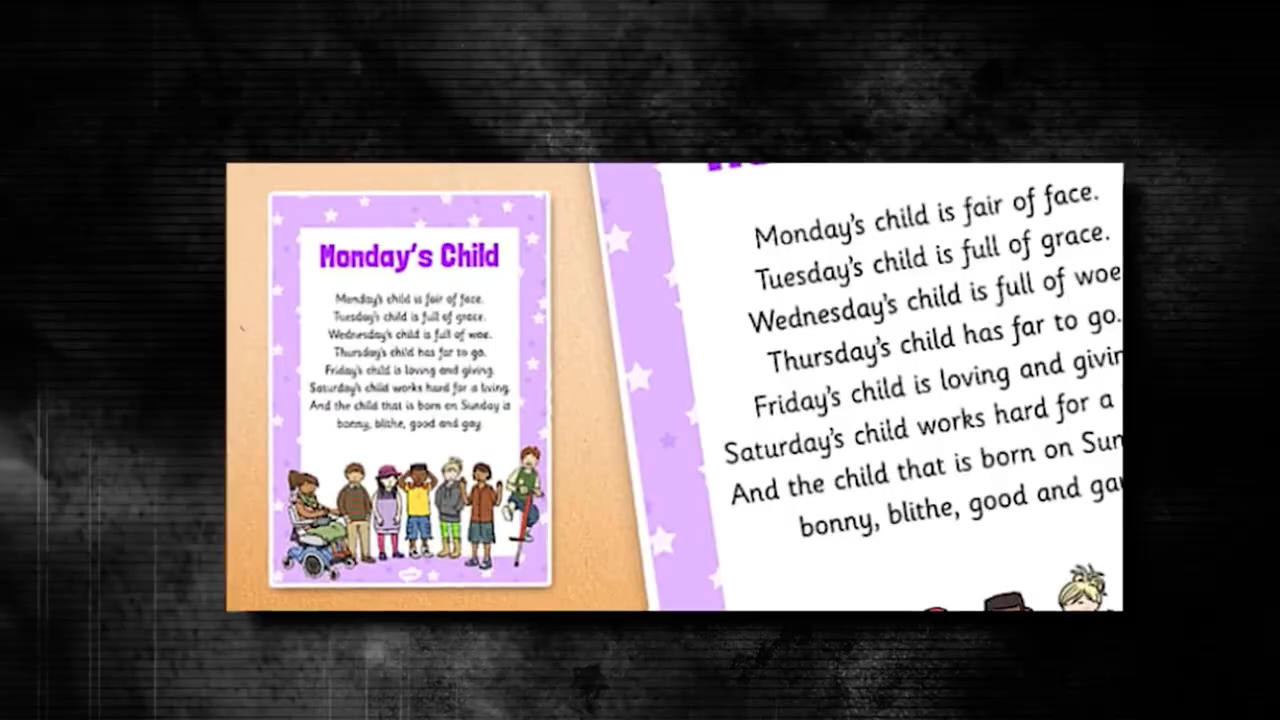 Monday's Child
Monday's child is fair of face.
Tuesday's child is full of grace.
Wednesday's child is full of woe.
Thursday's child has far to go.
Friday's child is loving and giving.
Saturday's child works hard for a living.
And the child that is born on Sunday is
bonny, blithe, good and gay.
Monday's child is fair of face.
Tuesday's child is full of grace.
Wednesday's child is full of woe
Thursday's child has far to go.
Friday's child is loving and givin
Saturday's child works hard for a
And the child that is born on Sun
bonny, blithe, good and ga